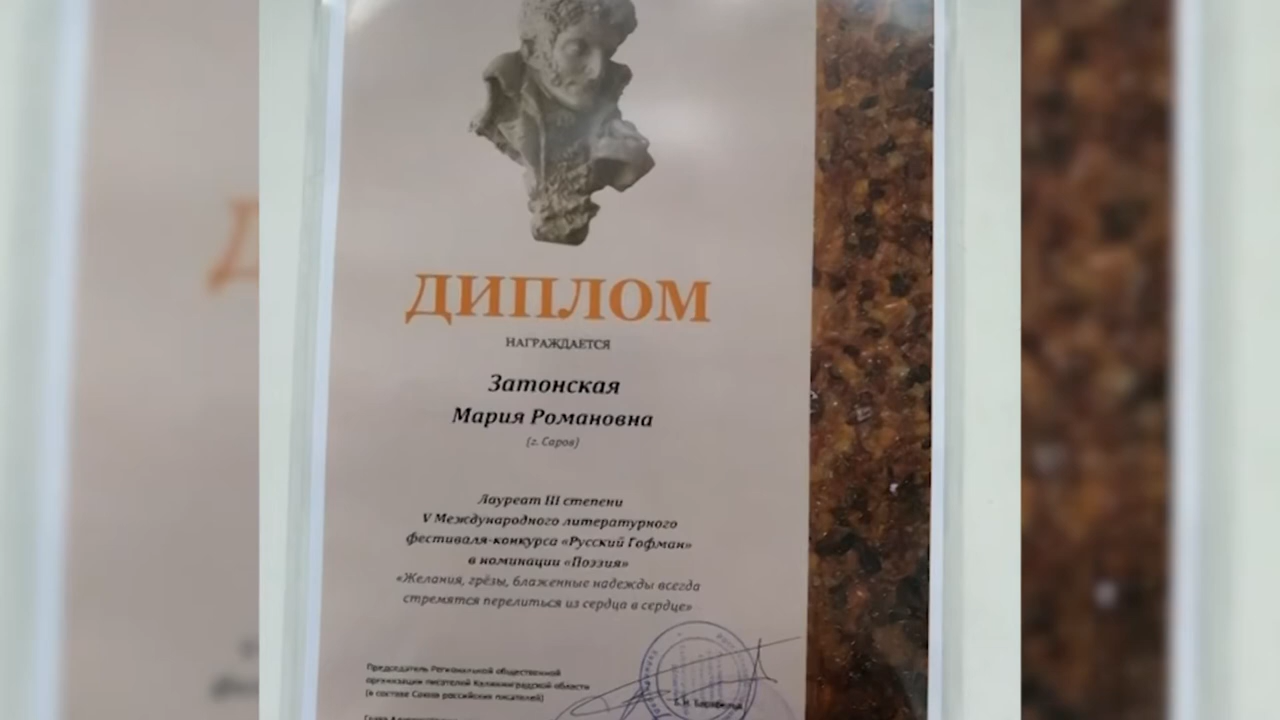 ДИПЛОМ
НАГРАЖДАЕТСЯ
Затонская
Мария Романовна
(г. Саров)
Лауреат III степени
V Международного литературного
фестиваля-конкурса «Русский Гофман»
в номинации «Поэзия»
«Желания, грёзы, блаженные надежды всегда
стремятся перелиться из сердца в сердце»
Председатель Региональной общественной
организации писателей Калининградской области
(в составе Союза российских писателей)